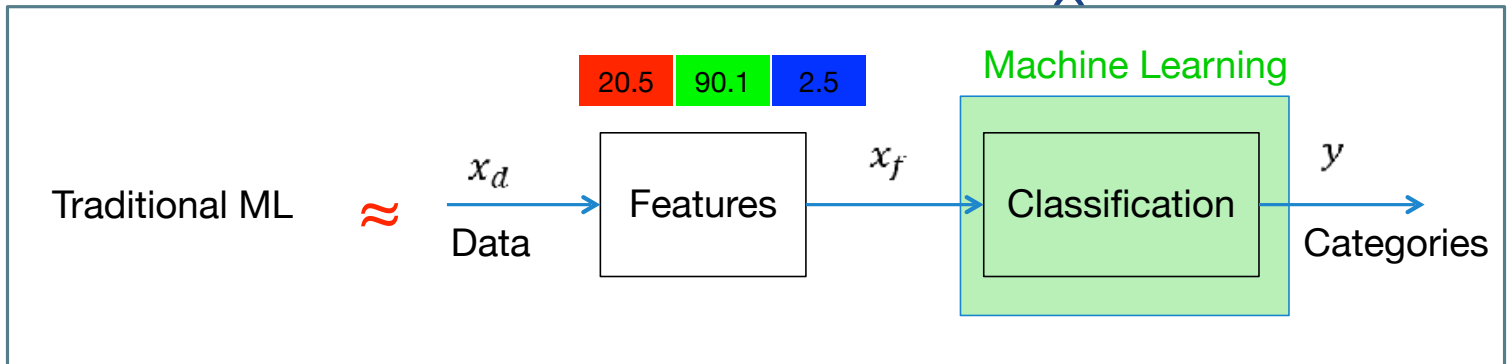 20.5 90.1 2.5
Machine Learning
Traditional ML ≈ x_d Data
Features
x_f
Classification
y
Categories